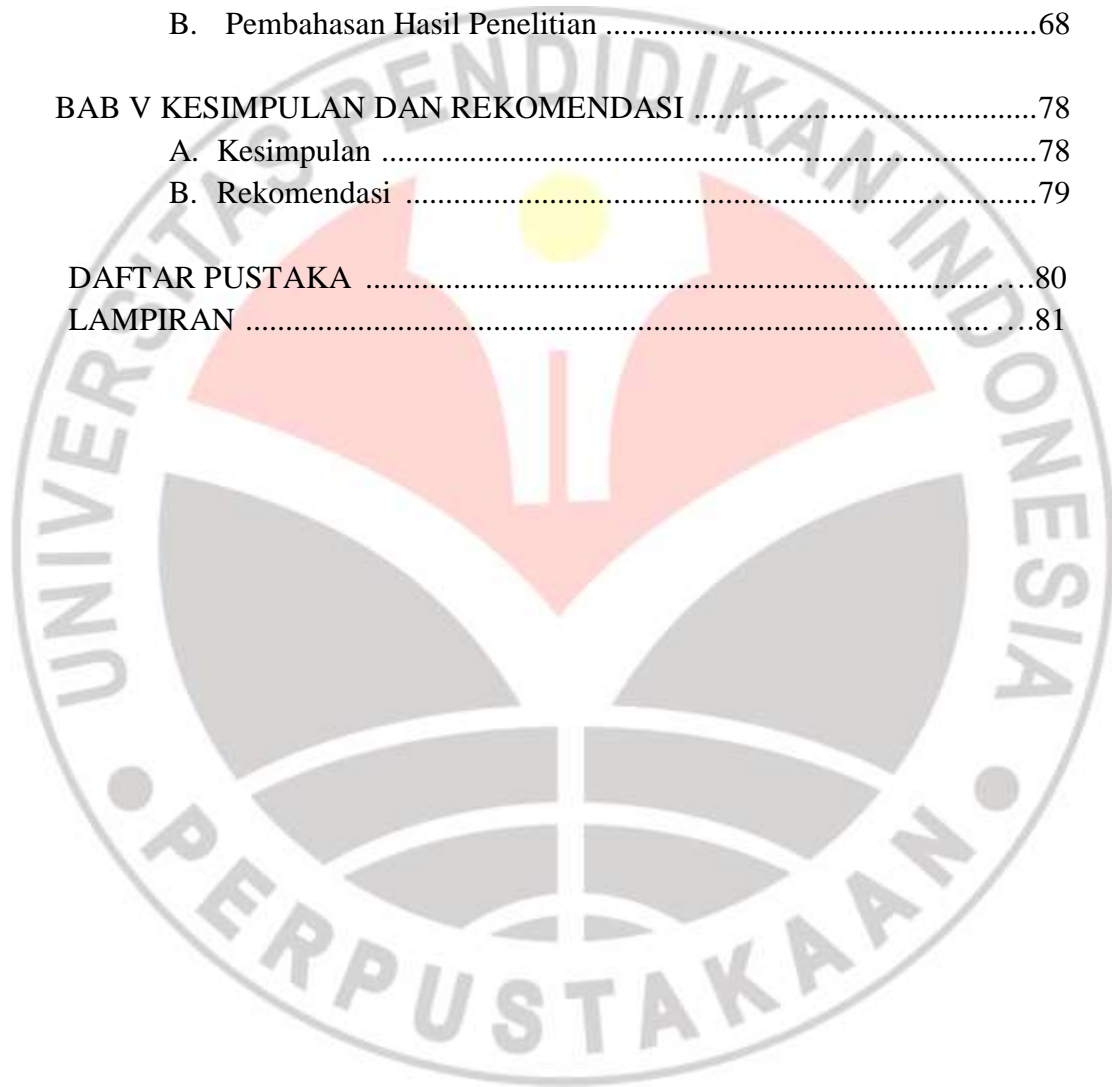 B. Pembahasan Hasil Penelitian ................................................68
BAB V KESIMPULAN DAN REKOMENDASI ......................................78
A. Kesimpulan .........................................................................78
B. Rekomendasi .......................................................................79
DAFTAR PUSTAKA ....................................................................... ….80
LAMPIRAN ..................................................................................... ….81
UNIVERSITAS PENDIDIKAN INDONESIA
PERPUSTAKAAN